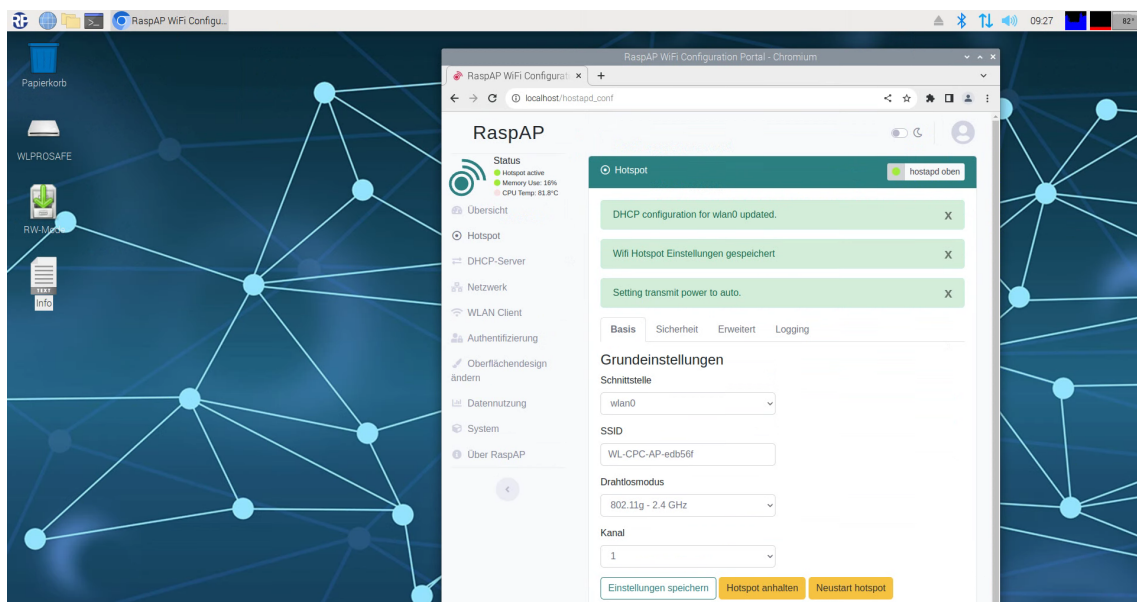 RaspAP WiFi Configu...
09:27
82°
Papierkorb
WLPROSAFE
RW-Mode
TEXT
Info
RaspAP WiFi Configuration Portal - Chromium
RaspAP WiFi Configurat
localhost/hostapd_conf
RaspAP
Status
Hotspot active
Memory Use: 16%
CPU Temp: 81.8°C
Übersicht
Hotspot
DHCP-Server
Netzwerk
WLAN Client
Authentifizierung
Oberflächendesign
ändern
Datennutzung
System
Über RaspAP
Hotspot
hostapd oben
DHCP configuration for wlan0 updated.
X
Wifi Hotspot Einstellungen gespeichert
X
Setting transmit power to auto.
X
Basis Sicherheit Erweitert Logging
Grundeinstellungen
Schnittstelle
wlan0
SSID
WL-CPC-AP-edb56f
Drahtlosmodus
802.11g - 2.4 GHz
Kanal
1
Einstellungen speichern Hotspot anhalten Neustart hotspot